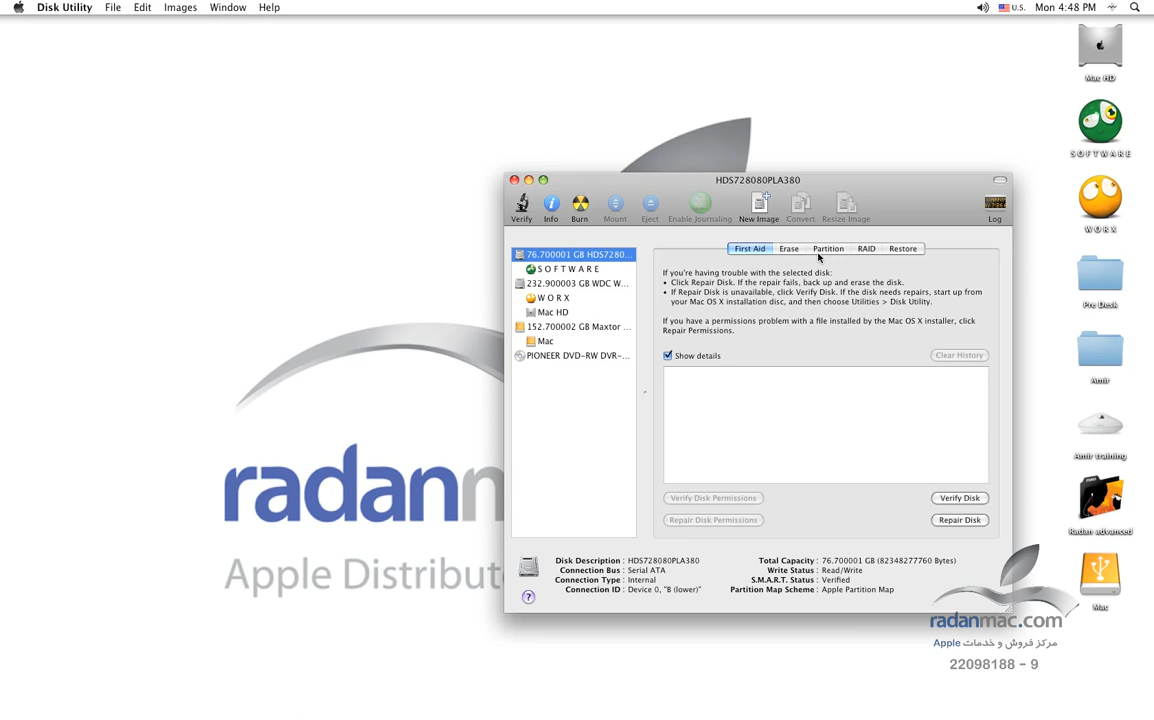 Disk Utility File Edit Images Window Help
U.S. Mon 4:48 PM
Mac HD
SOFTWARE
WORX
Pre Desk
Amir
Amir training
Radan advanced
Mac
HDS728080PLA380
Verify Info Burn Mount Eject Enable Journaling New Image Convert Resize Image Log
76.700001 GB HDS7280...
SOFTWARE
232.900003 GB WDC W...
WORX
Mac HD
152.700002 GB Maxtor ...
Mac
PIONEER DVD-RW DVR-...
First Aid Erase Partition RAID Restore
If you're having trouble with the selected disk:
• Click Repair Disk. If the repair fails, back up and erase the disk.
• If Repair Disk is unavailable, click Verify Disk. If the disk needs repairs, start up from
your Mac OS X installation disc, and then choose Utilities > Disk Utility.
If you have a permissions problem with a file installed by the Mac OS X installer, click
Repair Permissions.
Show details
Clear History
Verify Disk Permissions
Verify Disk
Repair Disk Permissions
Repair Disk
Disk Description : HDS728080PLA380
Connection Bus : Serial ATA
Connection Type : Internal
Connection ID : Device 0, "B (lower)"
Total Capacity : 76.700001 GB (82348277760 Bytes)
Write Status : Read/Write
S.M.A.R.T. Status : Verified
Partition Map Scheme : Apple Partition Map
?
radan
Apple Distribut
radanmac.com
مرکز فروش و خدمات Apple
22098188 - 9